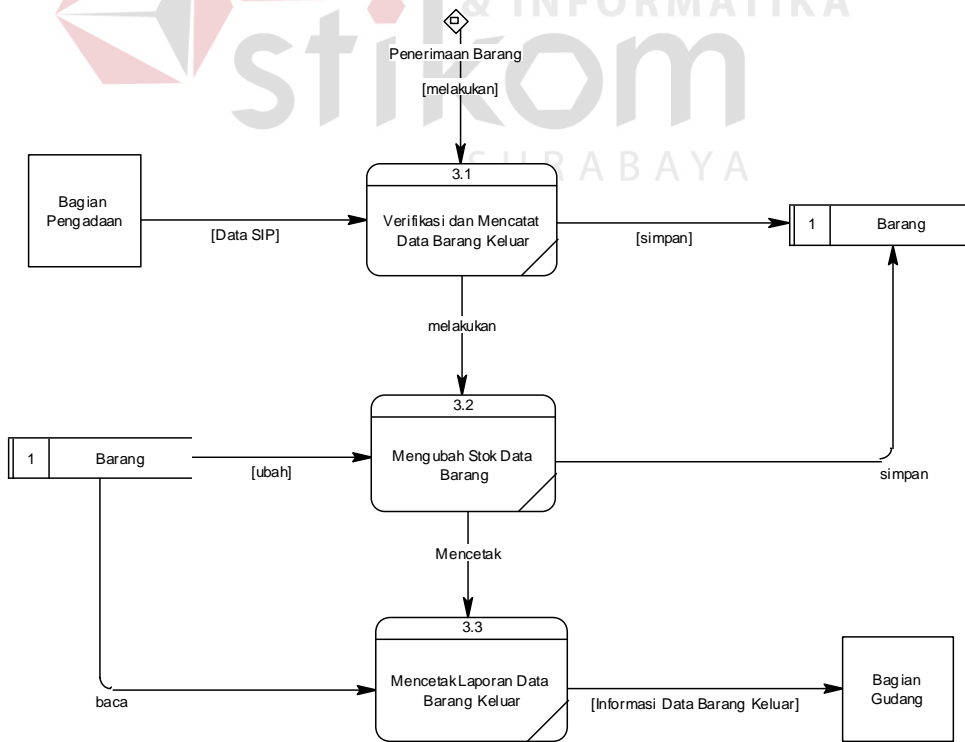 & INFORMATIKA
stikom
SURABAYA
Penerimaan Barang
[melakukan]
Bagian
Pengadaan
[Data SIP]
3.1
Verifikasi dan Mencatat
Data Barang Keluar
[simpan]
1
Barang
melakukan
1
Barang
[ubah]
3.2
Mengubah Stok Data
Barang
simpan
Mencetak
baca
3.3
Mencetak Laporan Data
Barang Keluar
[Informasi Data Barang Keluar]
Bagian
Gudang